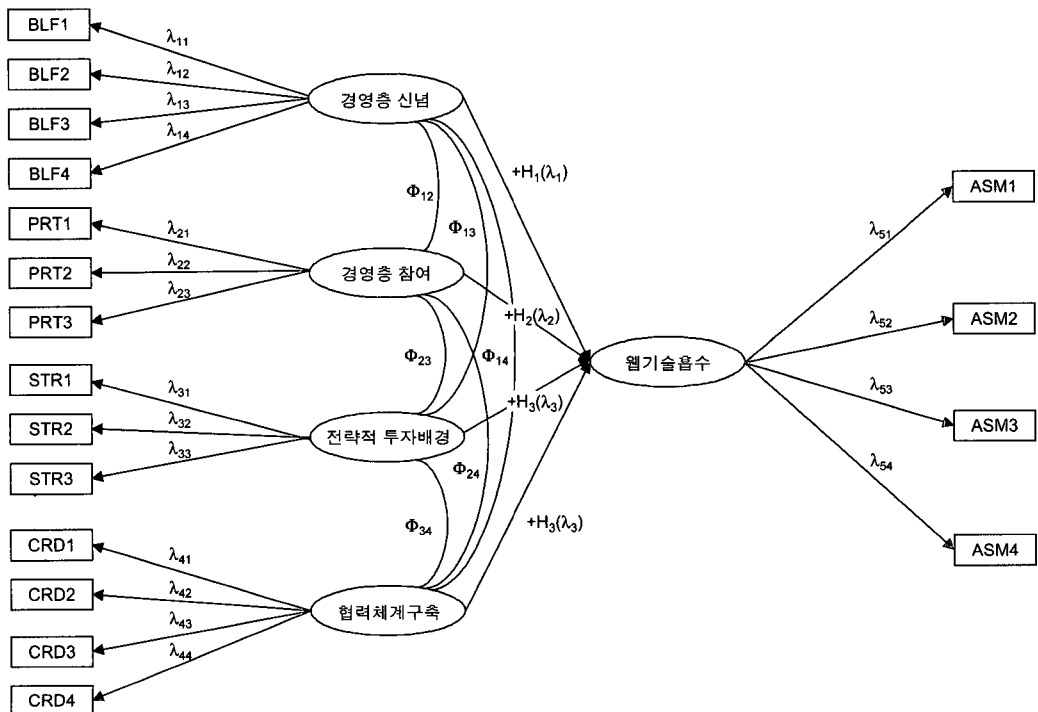 BLF1
λ11
BLF2
λ12
BLF3
λ13
BLF4
λ14
경영층 신념
PRT1
λ21
PRT2
λ22
PRT3
λ23
경영층 참여
STR1
λ31
STR2
λ32
STR3
λ33
전략적 투자배경
CRD1
λ41
CRD2
λ42
CRD3
λ43
CRD4
λ44
협력체계구축
Φ12
Φ13
Φ23
Φ14
Φ24
Φ34
+H1(λ1)
+H2(λ2)
+H3(λ3)
+H3(λ3)
웹기술흡수
λ51
ASM1
λ52
ASM2
λ53
ASM3
λ54
ASM4